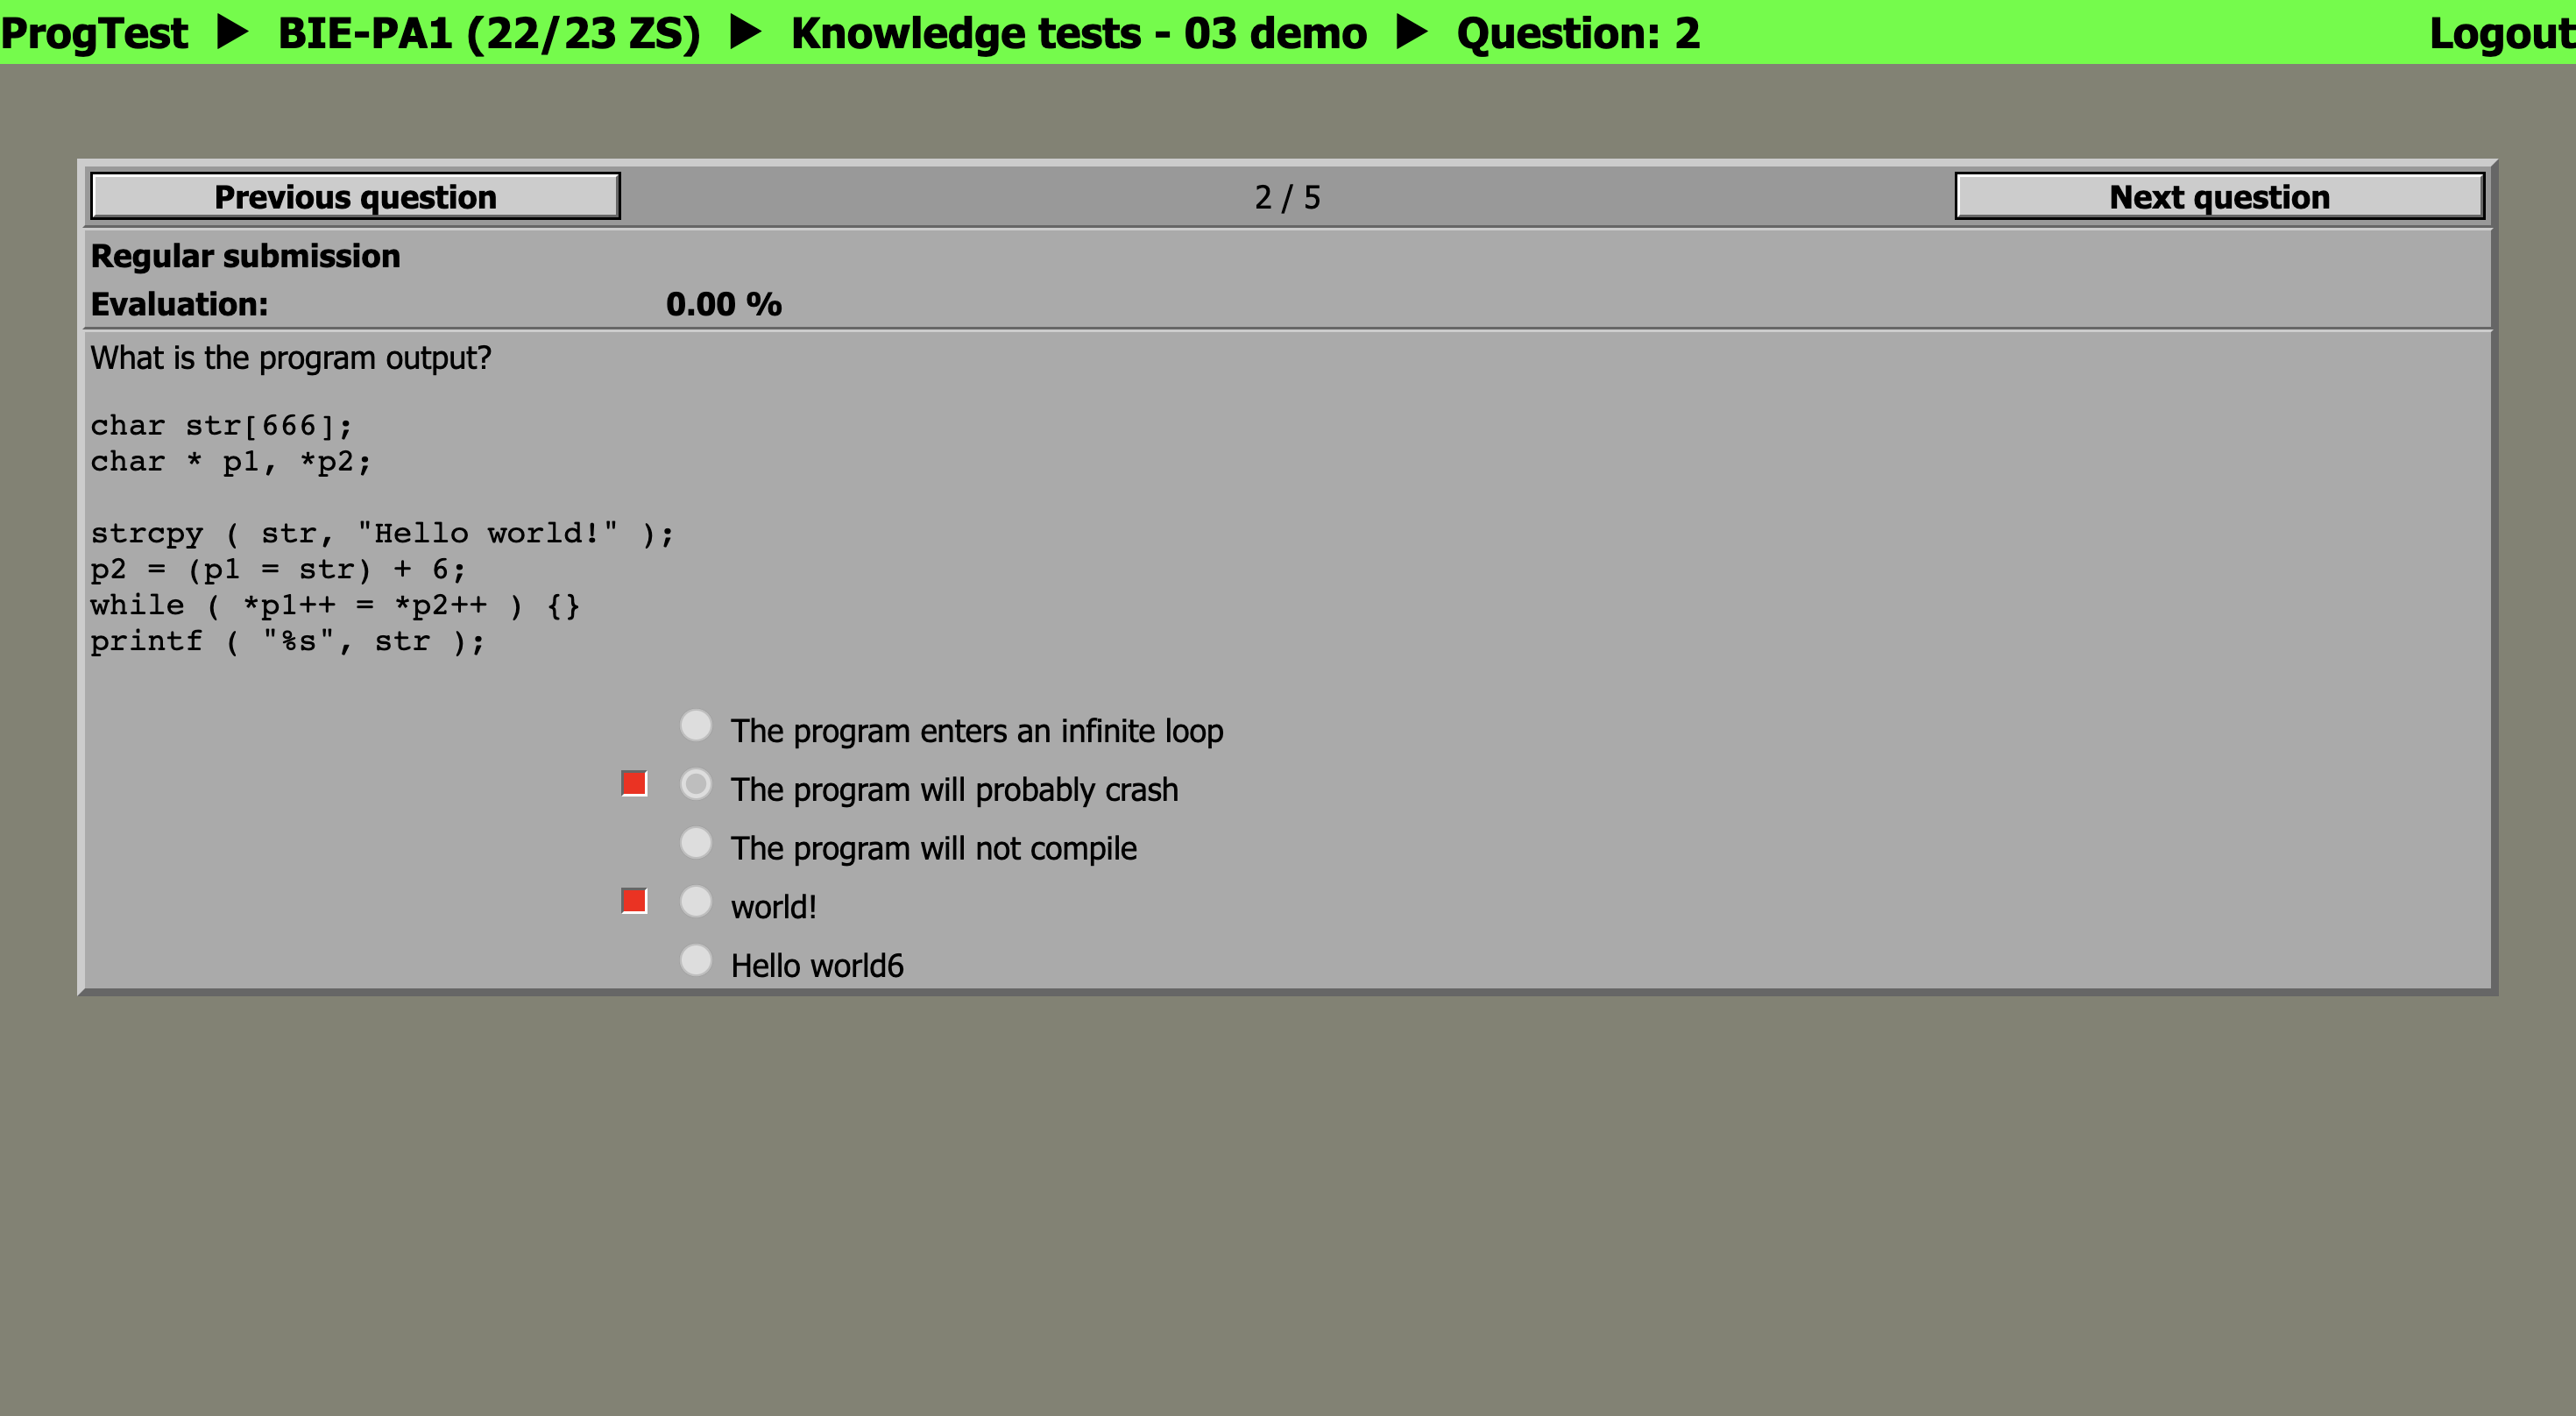 ProgTest ▶ BIE-PA1 (22/23 ZS) ▶ Knowledge tests - 03 demo ▶ Question: 2 Logout
Previous question 2 / 5 Next question
Regular submission
Evaluation: 0.00 %
What is the program output?
char str[666];
char * p1, *p2;
strcpy ( str, "Hello world!" );
p2 = (p1 = str) + 6;
while ( *p1++ = *p2++ ) {}
printf ( "%s", str );
The program enters an infinite loop
The program will probably crash
The program will not compile
world!
Hello world6